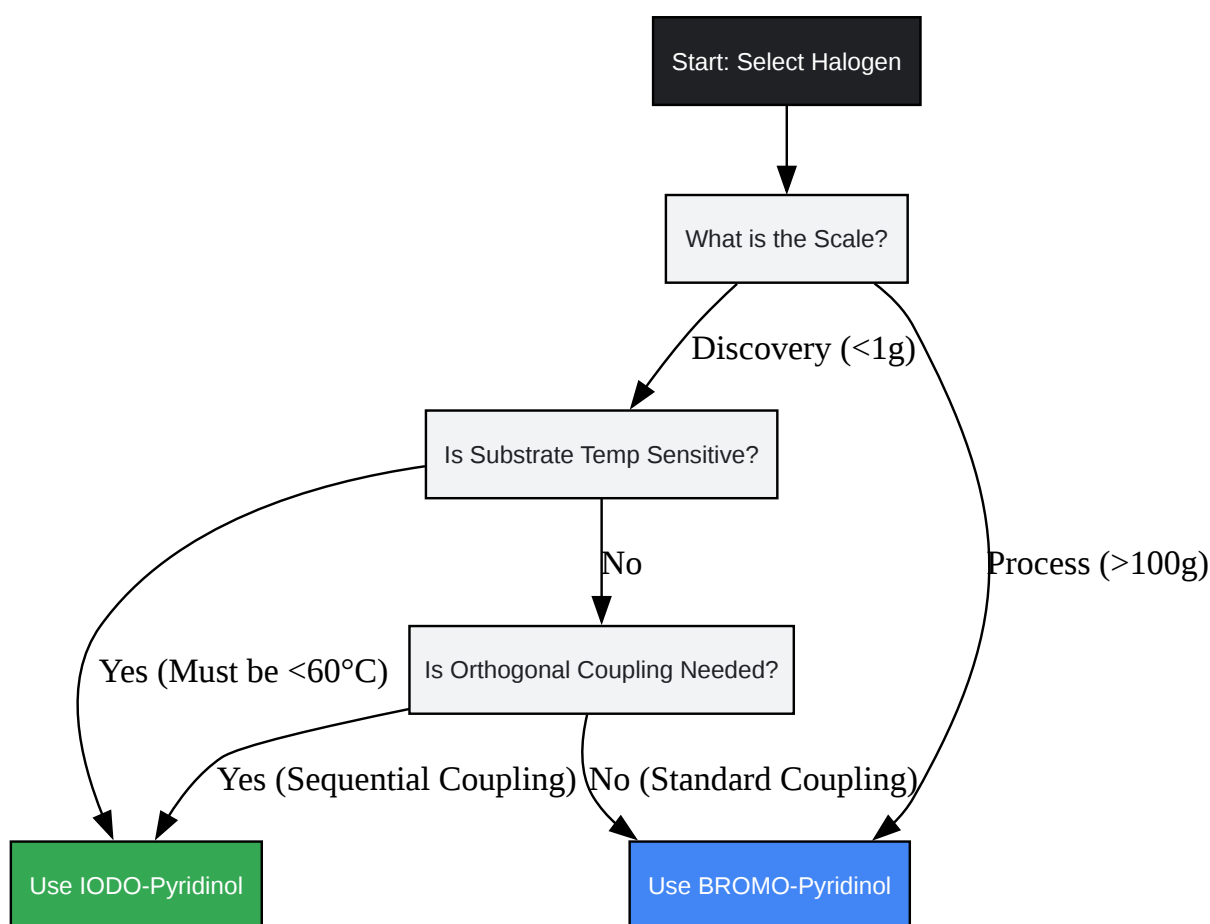 Start: Select Halogen
What is the Scale?
Discovery (<1g)
Is Substrate Temp Sensitive?
No
Process (>100g)
Yes (Must be <60°C)
Is Orthogonal Coupling Needed?
Yes (Sequential Coupling)
No (Standard Coupling)
Use IODO-Pyridinol
Use BROMO-Pyridinol